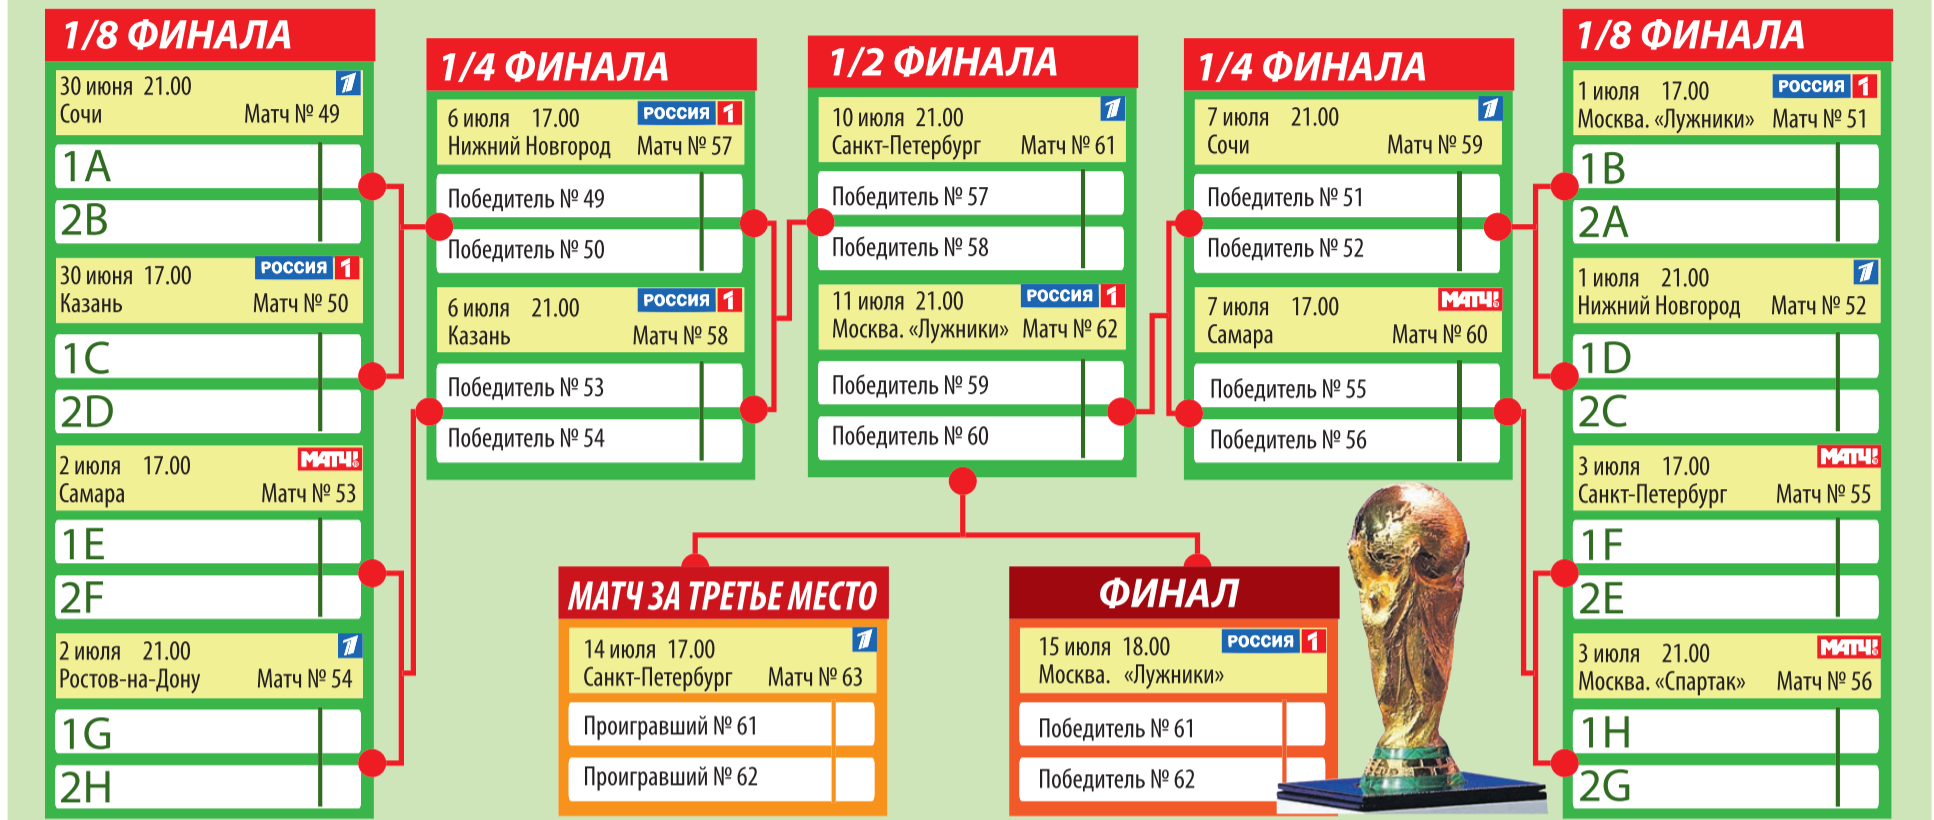 1/8 ФИНАЛА
30 июня 21.00
Сочи Матч № 49
1A
2B
30 июня 17.00 РОССИЯ 1
Казань Матч № 50
1C
2D
2 июля 17.00 МАТЧ!
Самара Матч № 53
1E
2F
2 июля 21.00 1
Ростов-на-Дону Матч № 54
1G
2H
1/4 ФИНАЛА
6 июля 17.00 РОССИЯ 1
Нижний Новгород Матч № 57
Победитель № 49
Победитель № 50
6 июля 21.00 РОССИЯ 1
Казань Матч № 58
Победитель № 53
Победитель № 54
1/2 ФИНАЛА
10 июля 21.00 1
Санкт-Петербург Матч № 61
Победитель № 57
Победитель № 58
11 июля 21.00 РОССИЯ 1
Москва. «Лужники» Матч № 62
Победитель № 59
Победитель № 60
1/4 ФИНАЛА
7 июля 21.00 1
Сочи Матч № 59
Победитель № 51
Победитель № 52
7 июля 17.00 МАТЧ!
Самара Матч № 60
Победитель № 55
Победитель № 56
1/8 ФИНАЛА
1 июля 17.00 РОССИЯ 1
Москва. «Лужники» Матч № 51
1B
2A
1 июля 21.00 1
Нижний Новгород Матч № 52
1D
2C
3 июля 17.00 МАТЧ!
Санкт-Петербург Матч № 55
1F
2E
3 июля 21.00 МАТЧ!
Москва. «Спартак» Матч № 56
1H
2G
МАТЧ ЗА ТРЕТЬЕ МЕСТО
14 июля 17.00 1
Санкт-Петербург Матч № 63
Проигравший № 61
Проигравший № 62
ФИНАЛ
15 июля 18.00 РОССИЯ 1
Москва. «Лужники»
Победитель № 61
Победитель № 62